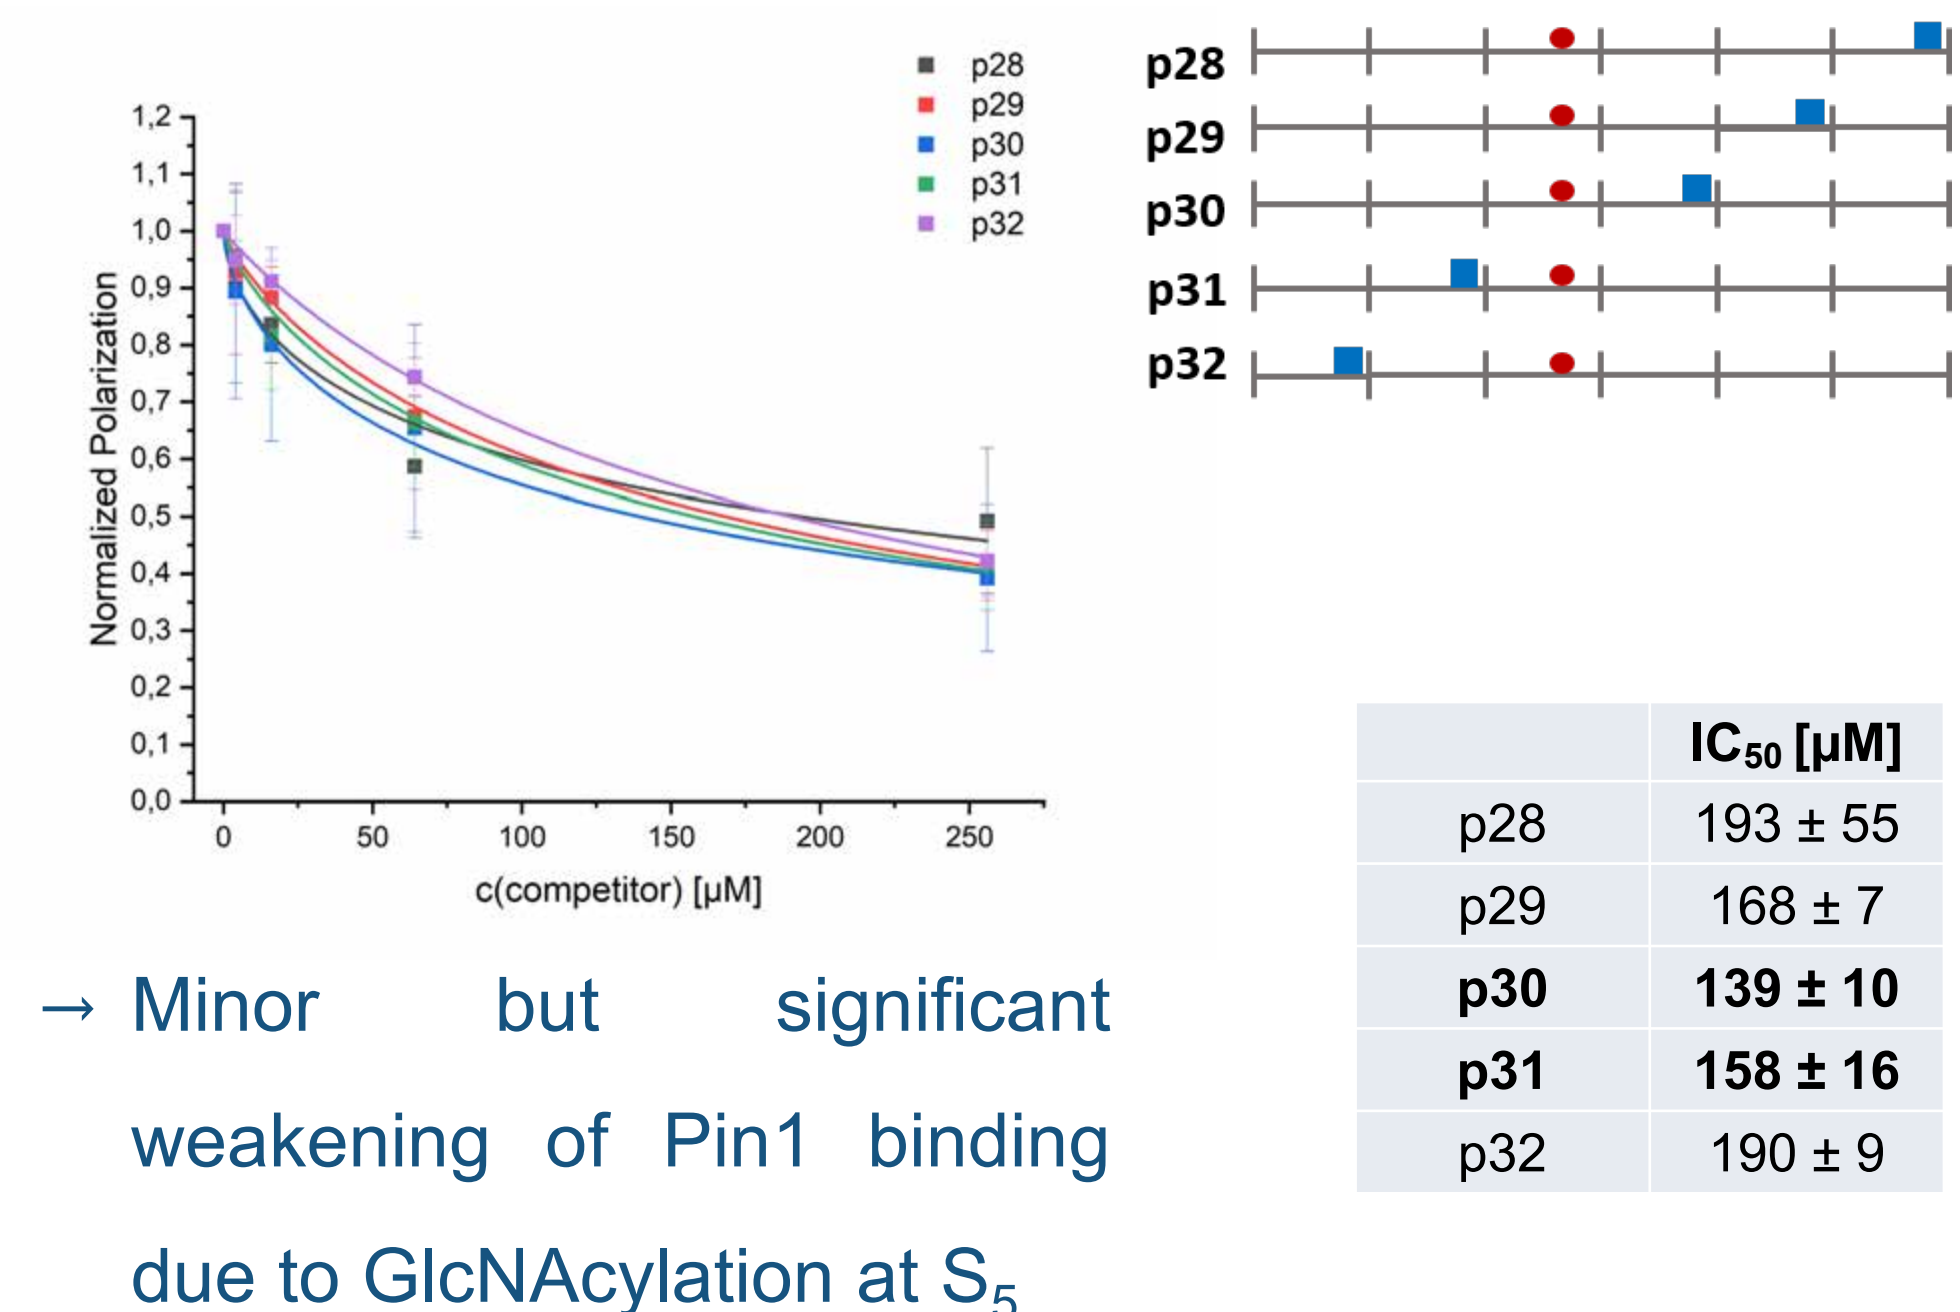 p28
p29
p30
p31
p32
1,2
1,1
1,0
0,9
0,8
0,7
0,6
0,5
0,4
0,3
0,2
0,1
0,0
Normalized Polarization
0 50 100 150 200 250
c(competitor) [µM]
p28
p29
p30
p31
p32
IC₅₀ [µM]
p28 193 ± 55
p29 168 ± 7
p30 139 ± 10
p31 158 ± 16
p32 190 ± 9
→ Minor but significant
weakening of Pin1 binding
due to GlcNAcylation at S₅